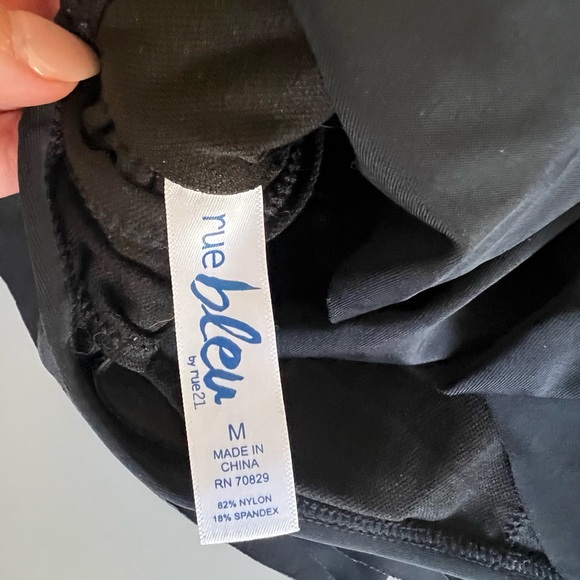 rue bleu
by rue21
M
MADE IN
CHINA
RN 70829
82% NYLON
18% SPANDEX